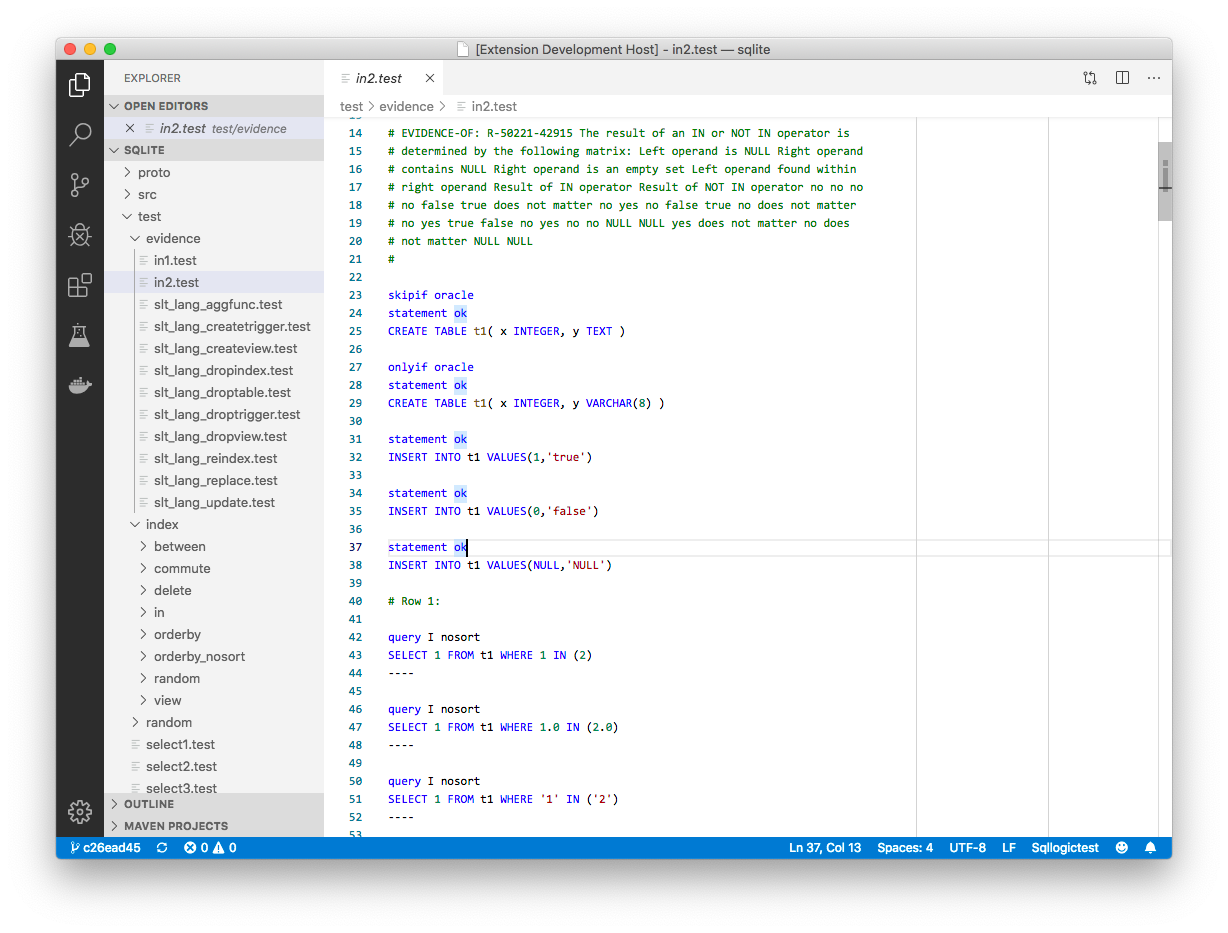 [Extension Development Host] - in2.test — sqlite
EXPLORER
OPEN EDITORS
in2.test test/evidence
SQLITE
proto
src
test
evidence
in1.test
in2.test
slt_lang_aggfunc.test
slt_lang_createtrigger.test
slt_lang_createview.test
slt_lang_dropindex.test
slt_lang_droptable.test
slt_lang_droptrigger.test
slt_lang_dropview.test
slt_lang_reindex.test
slt_lang_replace.test
slt_lang_update.test
index
between
commute
delete
in
orderby
orderby_nosort
random
view
random
select1.test
select2.test
select3.test
OUTLINE
MAVEN PROJECTS
in2.test
test > evidence > in2.test
14 # EVIDENCE-OF: R-50221-42915 The result of an IN or NOT IN operator is
15 # determined by the following matrix: Left operand is NULL Right operand
16 # contains NULL Right operand is an empty set Left operand found within
17 # right operand Result of IN operator Result of NOT IN operator no no no
18 # no false true does not matter no yes no false true no does not matter
19 # no yes true false no yes no no NULL NULL yes does not matter no does
20 # not matter NULL NULL
21 #
22
23 skipif oracle
24 statement ok
25 CREATE TABLE t1( x INTEGER, y TEXT )
26
27 onlyif oracle
28 statement ok
29 CREATE TABLE t1( x INTEGER, y VARCHAR(8) )
30
31 statement ok
32 INSERT INTO t1 VALUES(1,'true')
33
34 statement ok
35 INSERT INTO t1 VALUES(0,'false')
36
37 statement ok
38 INSERT INTO t1 VALUES(NULL,'NULL')
39
40 # Row 1:
41
42 query I nosort
43 SELECT 1 FROM t1 WHERE 1 IN (2)
44 ----
45
46 query I nosort
47 SELECT 1 FROM t1 WHERE 1.0 IN (2.0)
48 ----
49
50 query I nosort
51 SELECT 1 FROM t1 WHERE '1' IN ('2')
52 ----
53
c26ead45 0 0 Ln 37, Col 13 Spaces: 4 UTF-8 LF Sqllogictest